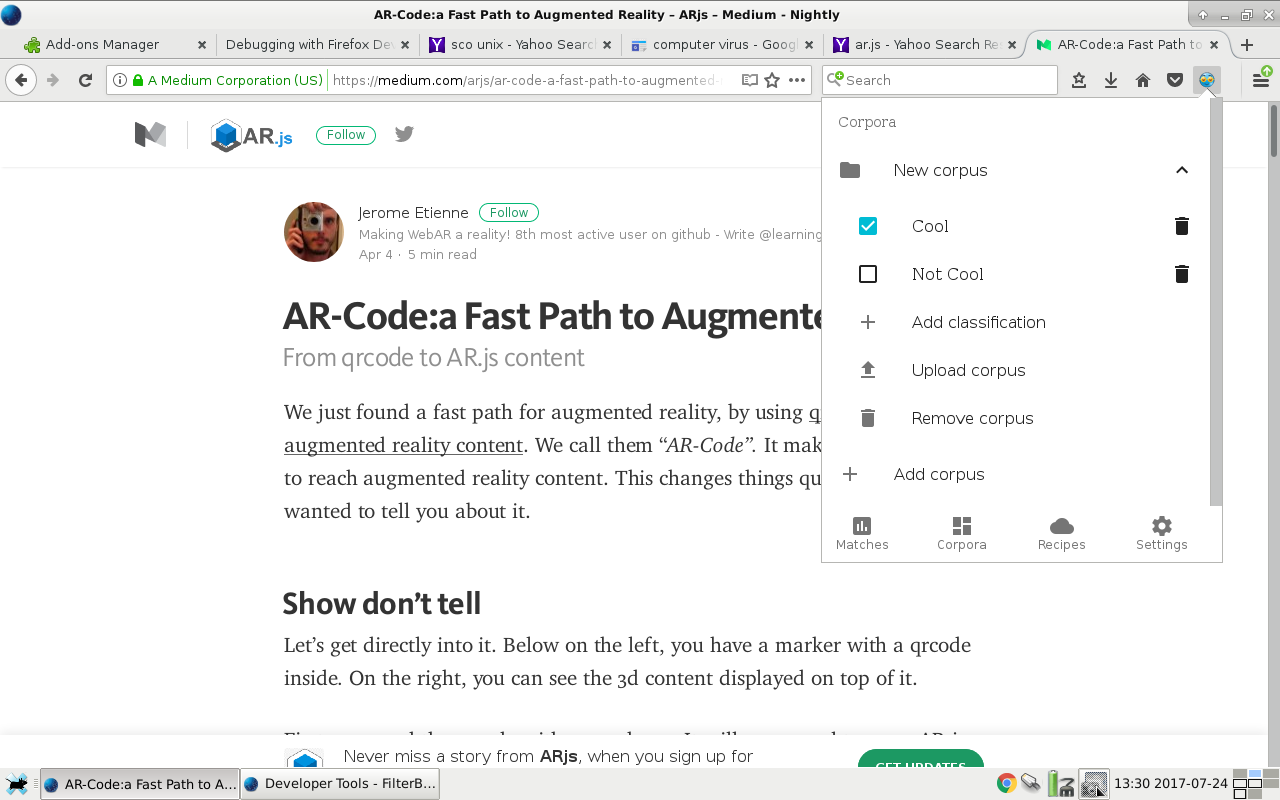 AR-Code:a Fast Path to Augmented Reality – ARjs – Medium - Nightly
Add-ons Manager
Debugging with Firefox De
sco unix - Yahoo Searc
computer virus - Goog
ar.js - Yahoo Search Re
AR-Code:a Fast Path to
A Medium Corporation (US)
https://medium.com/arjs/ar-code-a-fast-path-to-augmented-
Search
AR.js
Follow
Jerome Etienne
Follow
Making WebAR a reality! 8th most active user on github - Write @learning
Apr 4 · 5 min read
AR-Code:a Fast Path to Augmente
From qrcode to AR.js content
We just found a fast path for augmented reality, by using q
augmented reality content. We call them “AR-Code”. It mak
to reach augmented reality content. This changes things qu
wanted to tell you about it.
Show don’t tell
Let’s get directly into it. Below on the left, you have a marker with a qrcode
inside. On the right, you can see the 3d content displayed on top of it.
Never miss a story from ARjs, when you sign up for
GET UPDATES
Corpora
New corpus
Cool
Not Cool
Add classification
Upload corpus
Remove corpus
Add corpus
Matches
Corpora
Recipes
Settings
AR-Code:a Fast Path to A...
Developer Tools - FilterB...
13:30 2017-07-24